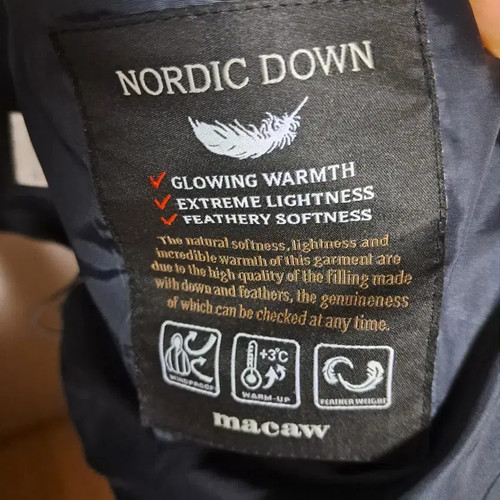 NORDIC DOWN
GLOWING WARMTH
EXTREME LIGHTNESS
FEATHERY SOFTNESS
The natural softness, lightness and
incredible warmth of this garment are
due to the high quality of the filling made
with down and feathers, the genuineness
of which can be checked at any time.
WINDPROOF
+3°C
WARM-UP
FEATHER WEIGHT
macaw